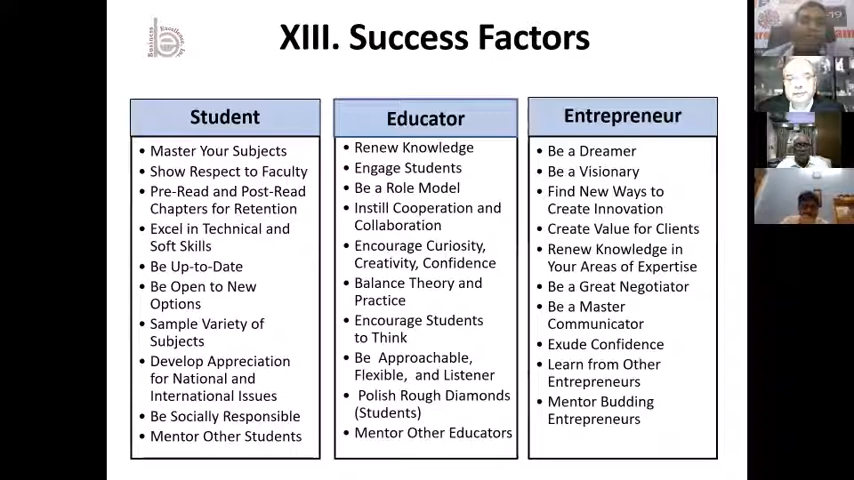 Business Excellence, Inc.
XIII. Success Factors
Student
• Master Your Subjects
• Show Respect to Faculty
• Pre-Read and Post-Read
Chapters for Retention
• Excel in Technical and
Soft Skills
• Be Up-to-Date
• Be Open to New
Options
• Sample Variety of
Subjects
• Develop Appreciation
for National and
International Issues
• Be Socially Responsible
• Mentor Other Students
Educator
• Renew Knowledge
• Engage Students
• Be a Role Model
• Instill Cooperation and
Collaboration
• Encourage Curiosity,
Creativity, Confidence
• Balance Theory and
Practice
• Encourage Students
to Think
• Be Approachable,
Flexible, and Listener
• Polish Rough Diamonds
(Students)
• Mentor Other Educators
Entrepreneur
• Be a Dreamer
• Be a Visionary
• Find New Ways to
Create Innovation
• Create Value for Clients
• Renew Knowledge in
Your Areas of Expertise
• Be a Great Negotiator
• Be a Master
Communicator
• Exude Confidence
• Learn from Other
Entrepreneurs
• Mentor Budding
Entrepreneurs